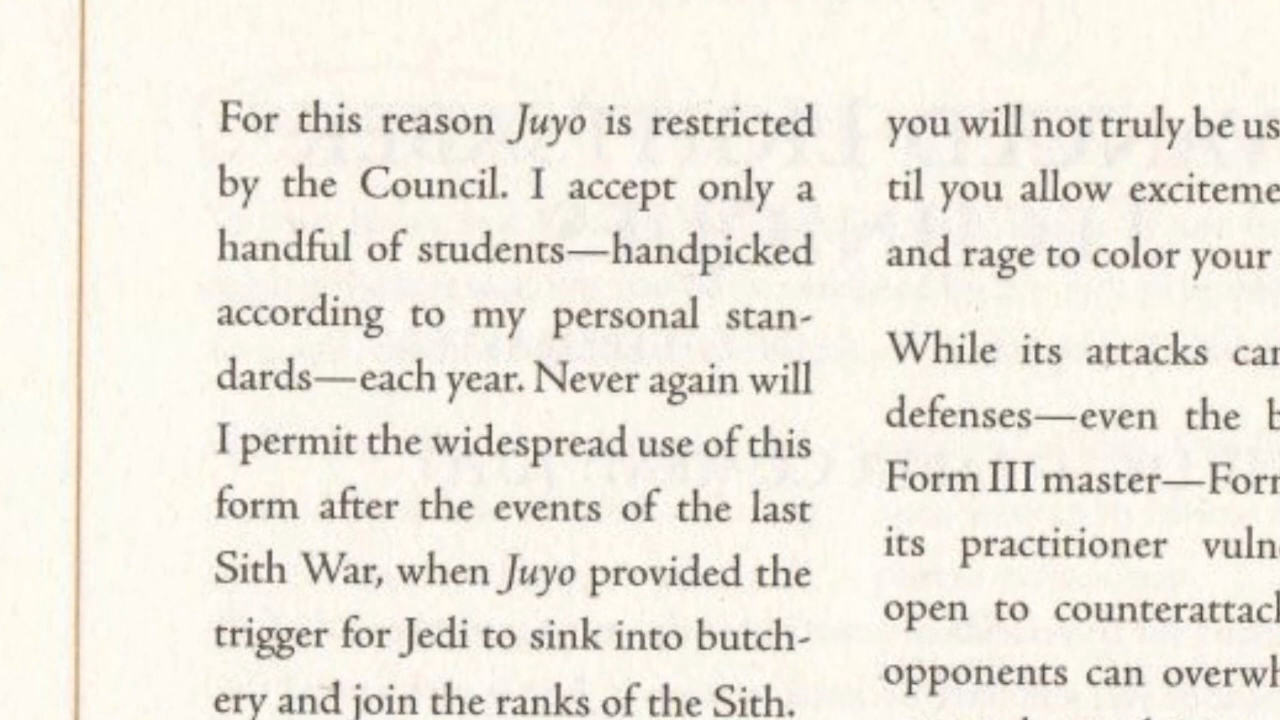 For this reason Juyo is restricted
by the Council. I accept only a
handful of students—handpicked
according to my personal stan-
dards—each year. Never again will
I permit the widespread use of this
form after the events of the last
Sith War, when Juyo provided the
trigger for Jedi to sink into butch-
ery and join the ranks of the Sith.
you will not truly be us
til you allow exciteme
and rage to color your
While its attacks can
defenses—even the b
Form III master—Form
its practitioner vuln
open to counterattack
opponents can overwh